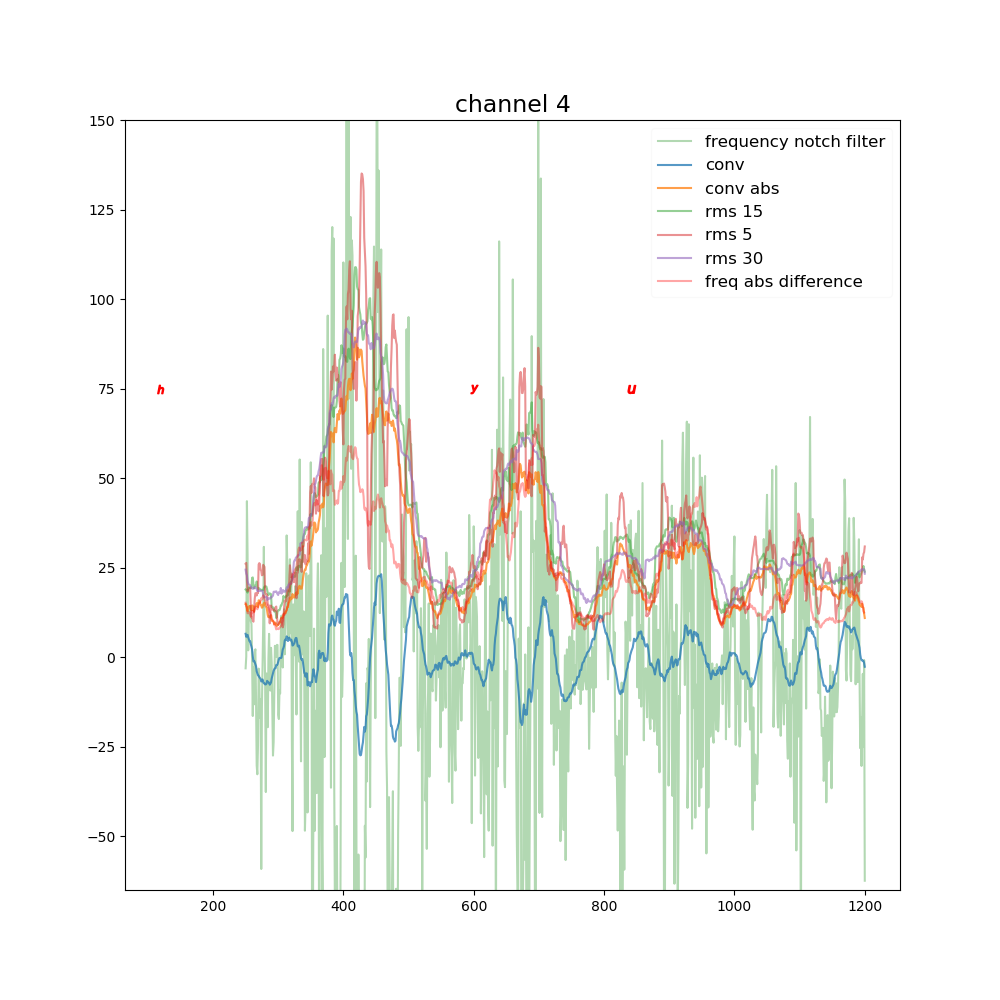 channel 4
150
125
100
75
50
25
0
−25
−50
frequency notch filter
conv
conv abs
rms 15
rms 5
rms 30
freq abs difference
h y u
200 400 600 800 1000 1200